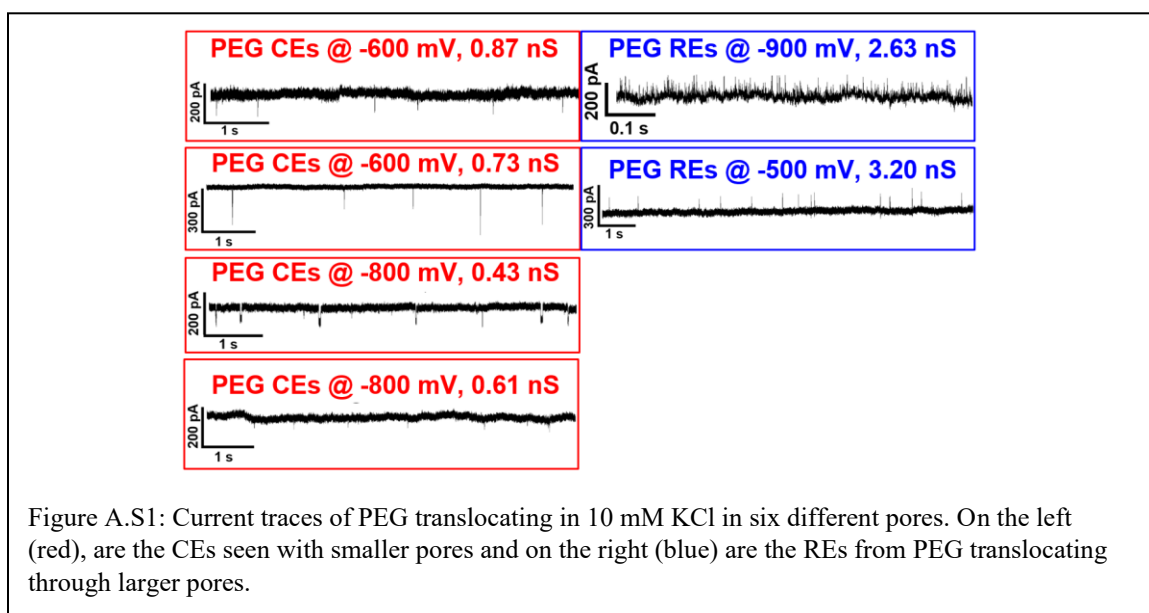 PEG CEs @ -600 mV, 0.87 nS
200 pA
1 s
PEG REs @ -900 mV, 2.63 nS
200 pA
0.1 s
PEG CEs @ -600 mV, 0.73 nS
300 pA
1 s
PEG REs @ -500 mV, 3.20 nS
300 pA
1 s
PEG CEs @ -800 mV, 0.43 nS
200 pA
1 s
PEG CEs @ -800 mV, 0.61 nS
200 pA
1 s
Figure A.S1: Current traces of PEG translocating in 10 mM KCl in six different pores. On the left
(red), are the CEs seen with smaller pores and on the right (blue) are the REs from PEG translocating
through larger pores.